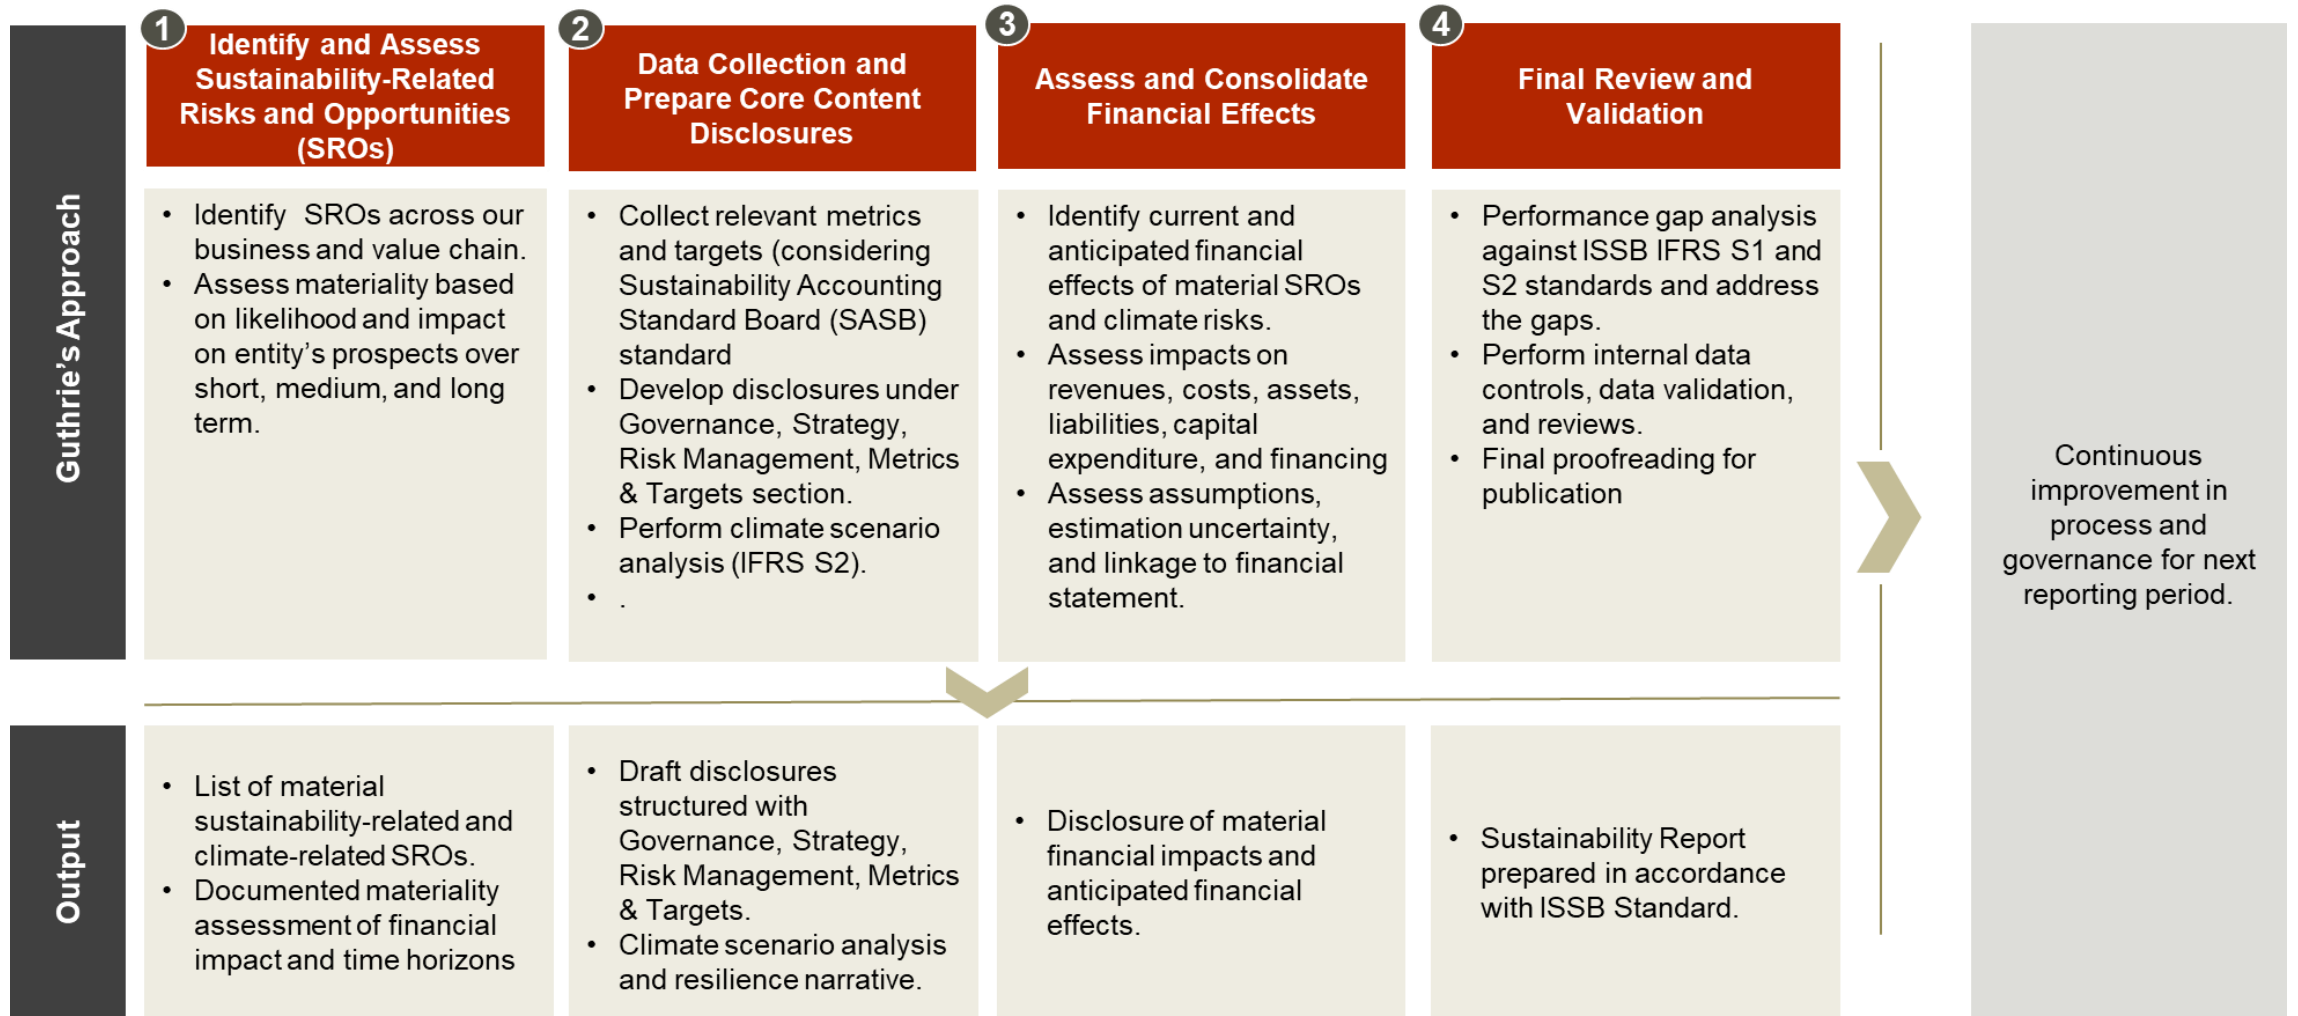 1
Identify and Assess
Sustainability-Related
Risks and Opportunities
(SROs)
2
Data Collection and
Prepare Core Content
Disclosures
3
Assess and Consolidate
Financial Effects
4
Final Review and
Validation
Guthrie's Approach
• Identify SROs across our
business and value chain.
• Assess materiality based
on likelihood and impact
on entity's prospects over
short, medium, and long
term.
• Collect relevant metrics
and targets (considering
Sustainability Accounting
Standard Board (SASB)
standard
• Develop disclosures under
Governance, Strategy,
Risk Management, Metrics
& Targets section.
• Perform climate scenario
analysis (IFRS S2).
• .
• Identify current and
anticipated financial
effects of material SROs
and climate risks.
• Assess impacts on
revenues, costs, assets,
liabilities, capital
expenditure, and financing
• Assess assumptions,
estimation uncertainty,
and linkage to financial
statement.
• Performance gap analysis
against ISSB IFRS S1 and
S2 standards and address
the gaps.
• Perform internal data
controls, data validation,
and reviews.
• Final proofreading for
publication
Continuous
improvement in
process and
governance for next
reporting period.
Output
• List of material
sustainability-related and
climate-related SROs.
• Documented materiality
assessment of financial
impact and time horizons
• Draft disclosures
structured with
Governance, Strategy,
Risk Management, Metrics
& Targets.
• Climate scenario analysis
and resilience narrative.
• Disclosure of material
financial impacts and
anticipated financial
effects.
• Sustainability Report
prepared in accordance
with ISSB Standard.